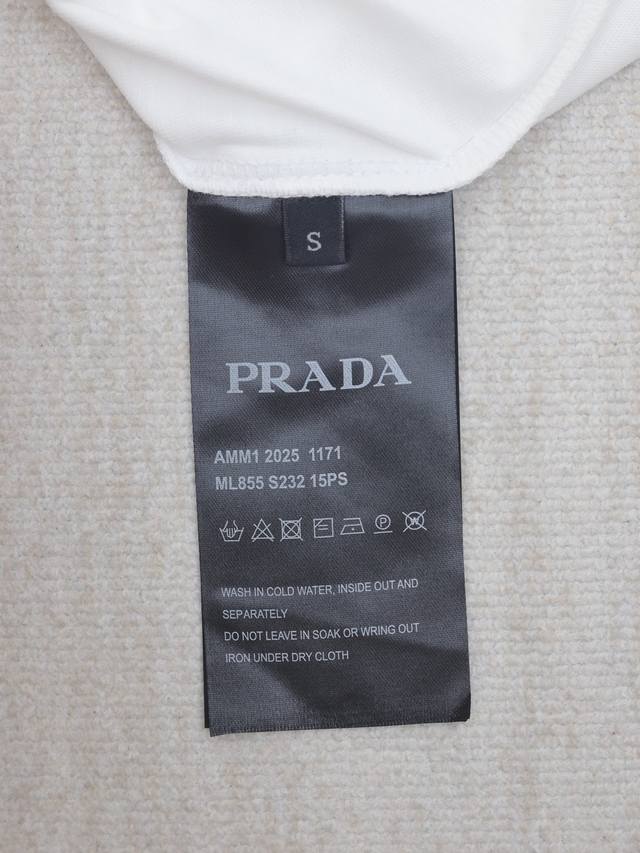 S
PRADA
AMM1 2025 1171
ML855 S232 15PS
WASH IN COLD WATER, INSIDE OUT AND
SEPARATELY
DO NOT LEAVE IN SOAK OR WRING OUT
IRON UNDER DRY CLOTH